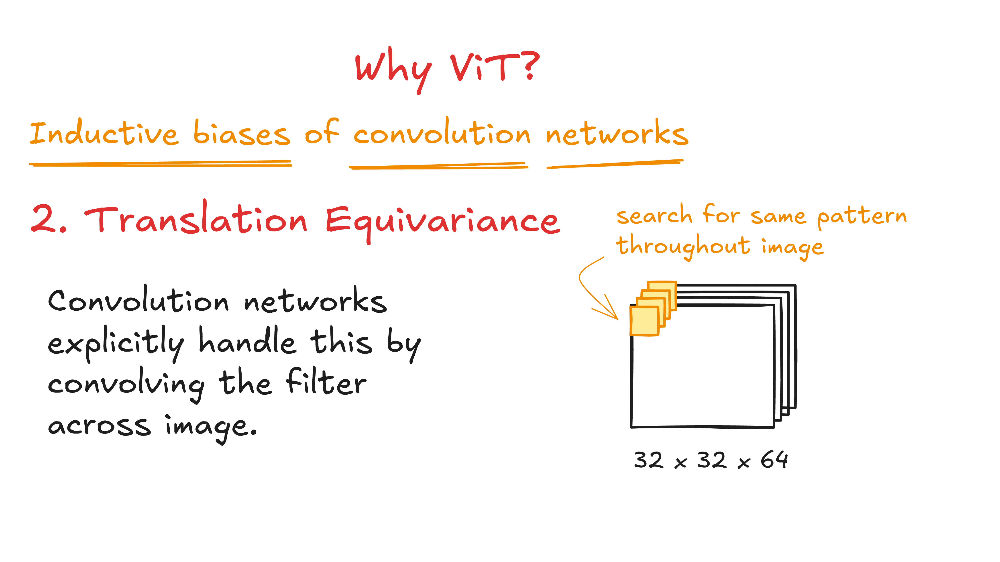 Why ViT?
Inductive biases of convolution networks
2. Translation Equivariance
search for same pattern
throughout image
Convolution networks
explicitly handle this by
convolving the filter
across image.
32 x 32 x 64